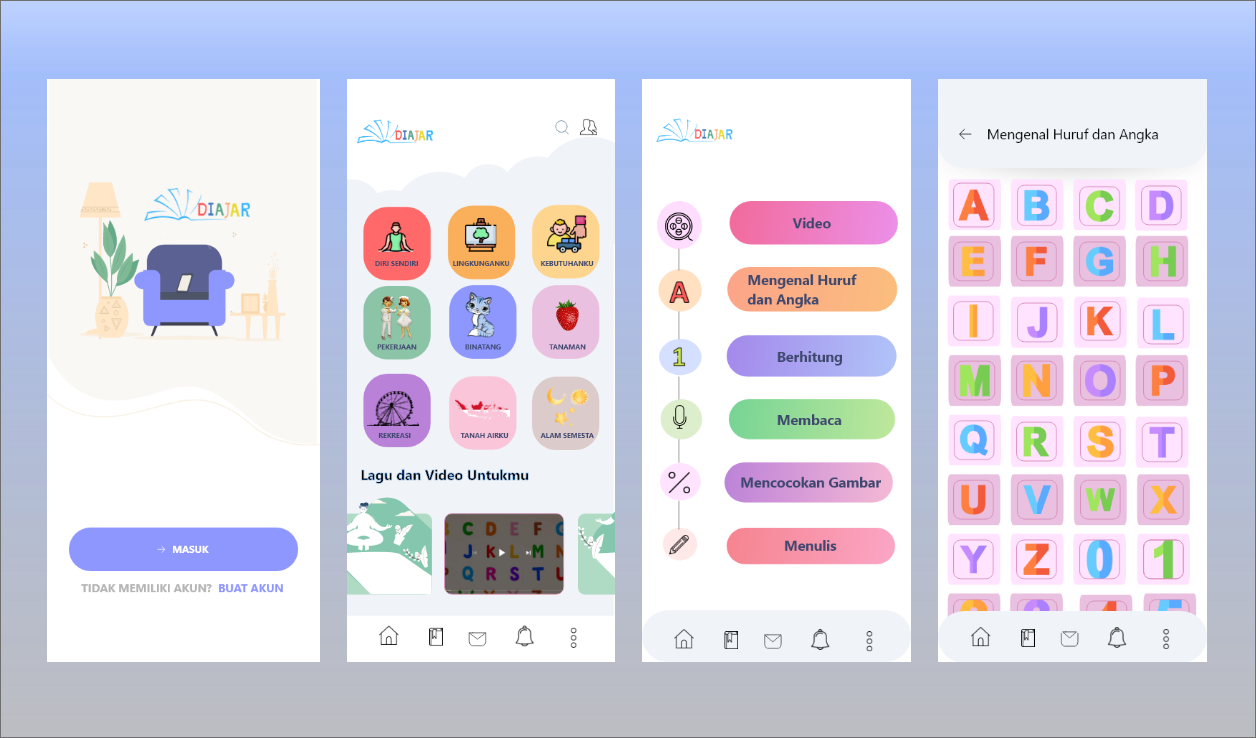 DIAJAR
→ MASUK
TIDAK MEMILIKI AKUN? BUAT AKUN
DIAJAR
DIRI SENDIRI
LINGKUNGANKU
KEBUTUHANKU
PEKERJAAN
BINATANG
TANAMAN
REKREASI
TANAH AIRKU
ALAM SEMESTA
Lagu dan Video Untukmu
C D E F G
J K L M N
Q R S T U
DIAJAR
Video
A
Mengenal Huruf
dan Angka
1
Berhitung
Membaca
%
Mencocokan Gambar
Menulis
← Mengenal Huruf dan Angka
A B C D
E F G H
I J K L
M N O P
Q R S T
U V W X
Y Z 0 1